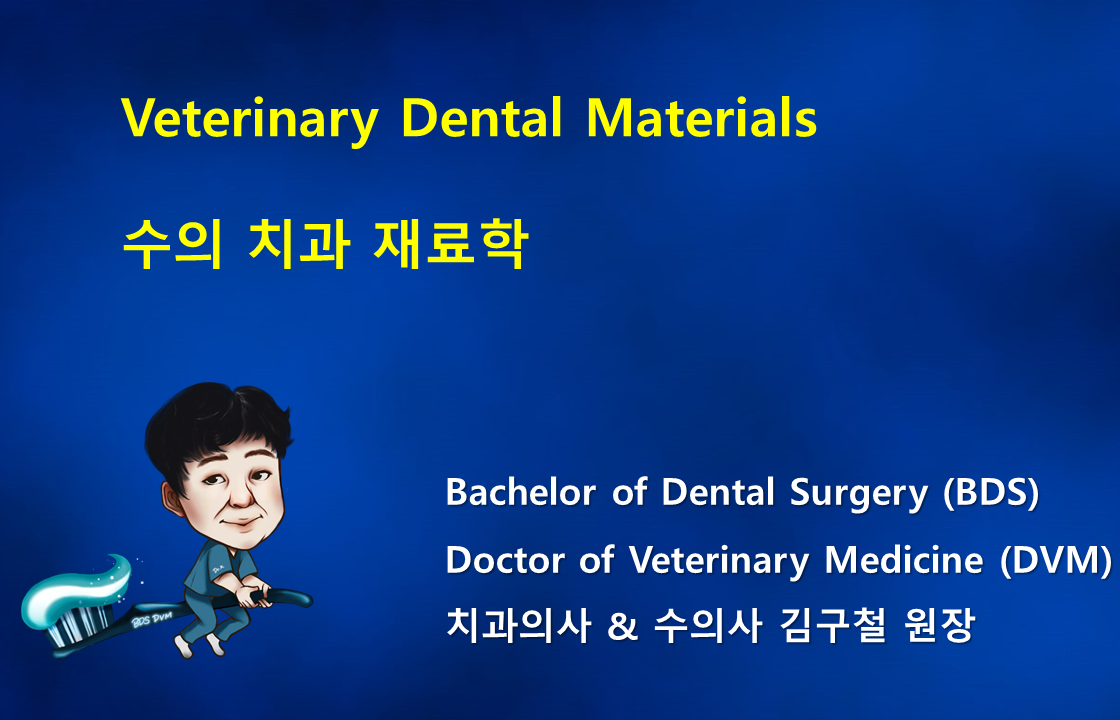 Veterinary Dental Materials
수의 치과 재료학
Bachelor of Dental Surgery (BDS)
Doctor of Veterinary Medicine (DVM)
치과의사 & 수의사 김구철 원장
BDS DVM